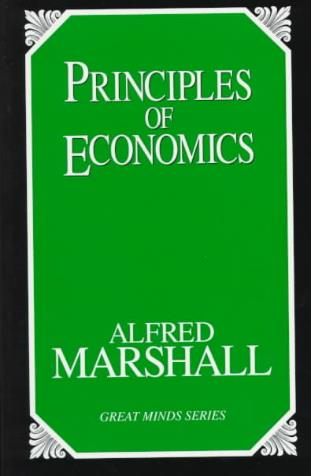 PRINCIPLES
OF
ECONOMICS
ALFRED
MARSHALL
GREAT MINDS SERIES